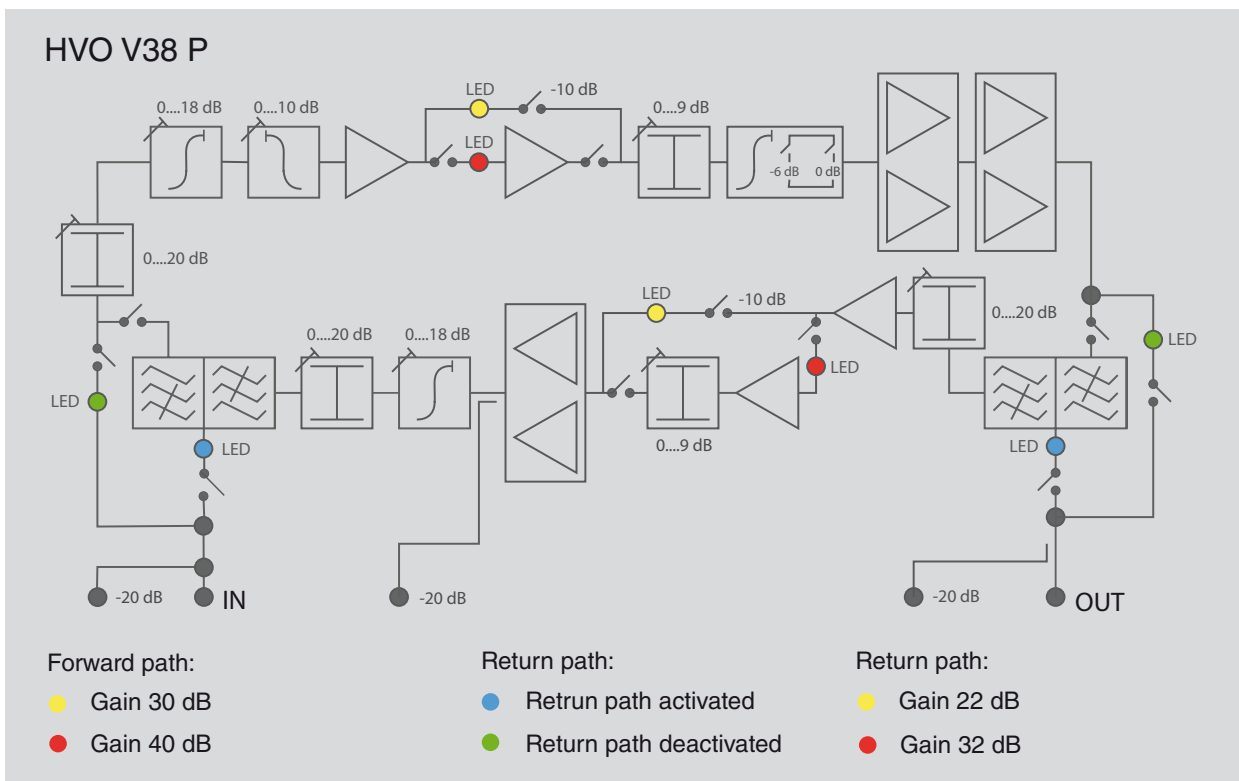 HVO V38 P
0....18 dB
0....10 dB
LED
-10 dB
LED
0....9 dB
-6 dB
0 dB
0....20 dB
LED
-10 dB
0....20 dB
0....20 dB
0....18 dB
LED
LED
LED
LED
0....9 dB
LED
-20 dB
IN
-20 dB
-20 dB
OUT
Forward path:
Gain 30 dB
Gain 40 dB
Return path:
Retrun path activated
Return path deactivated
Return path:
Gain 22 dB
Gain 32 dB